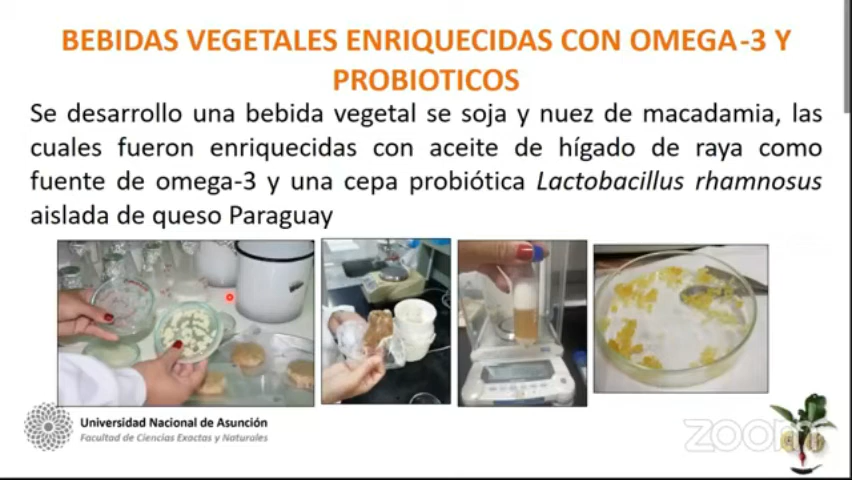 BEBIDAS VEGETALES ENRIQUECIDAS CON OMEGA-3 Y
PROBIOTICOS
Se desarrollo una bebida vegetal se soja y nuez de macadamia, las
cuales fueron enriquecidas con aceite de hígado de raya como
fuente de omega-3 y una cepa probiótica Lactobacillus rhamnosus
aislada de queso Paraguay
Universidad Nacional de Asunción
Facultad de Ciencias Exactas y Naturales
zoom